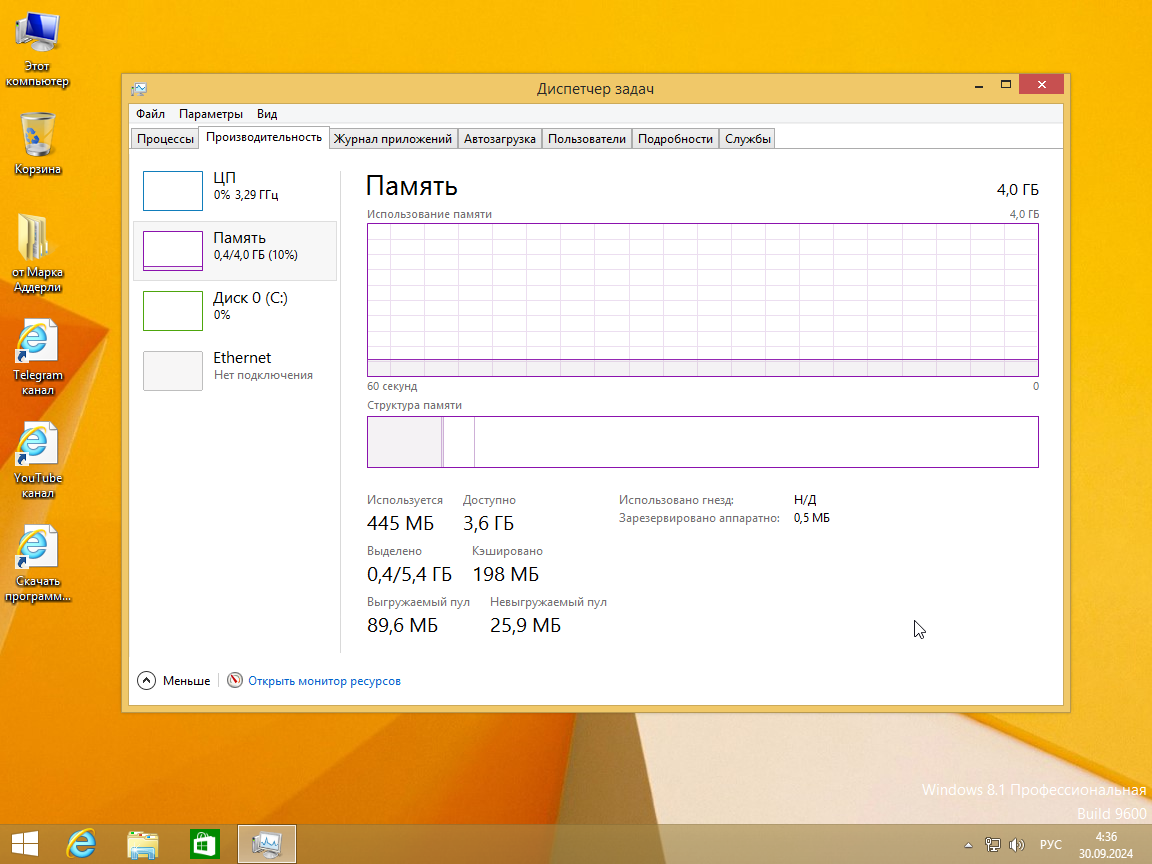 Этот
компьютер
Корзина
от Марка
Аддерли
Telegram
канал
YouTube
канал
Скачать
програм...
Диспетчер задач
Файл Параметры Вид
Процессы Производительность Журнал приложений Автозагрузка Пользователи Подробности Службы
ЦП
0% 3,29 ГГц
Память
0,4/4,0 ГБ (10%)
Диск 0 (C:)
0%
Ethernet
Нет подключения
Память 4,0 ГБ
Использование памяти 4,0 ГБ
60 секунд 0
Структура памяти
Используется Доступно
445 МБ 3,6 ГБ
Выделено Кэшировано
0,4/5,4 ГБ 198 МБ
Выгружаемый пул Невыгружаемый пул
89,6 МБ 25,9 МБ
Использовано гнезд: Н/Д
Зарезервировано аппаратно: 0,5 МБ
Меньше Открыть монитор ресурсов
Windows 8.1 Профессиональная
Build 9600
РУС
4:36
30.09.2024